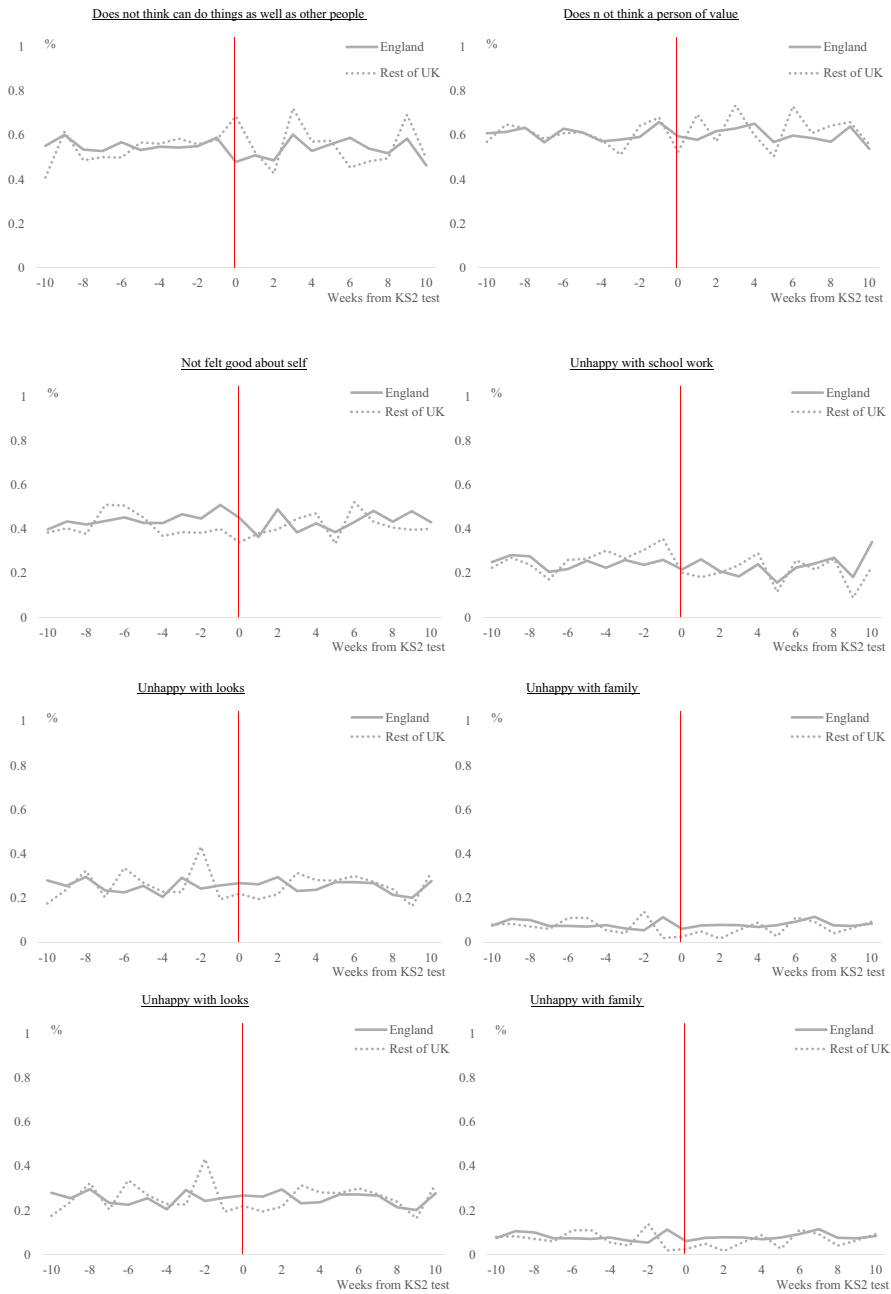 Does not think can do things as well as other people
%
England
Rest of UK
1
0.8
0.6
0.4
0.2
0
-10 -8 -6 -4 -2 0 2 4 6 8 10
Weeks from KS2 test
Does n ot think a person of value
%
England
Rest of UK
1
0.8
0.6
0.4
0.2
0
-10 -8 -6 -4 -2 0 2 4 6 8 10
Weeks from KS2 test
Not felt good about self
%
England
Rest of UK
1
0.8
0.6
0.4
0.2
0
-10 -8 -6 -4 -2 0 2 4 6 8 10
Weeks from KS2 test
Unhappy with school work
%
England
Rest of UK
1
0.8
0.6
0.4
0.2
0
-10 -8 -6 -4 -2 0 2 4 6 8 10
Weeks from KS2 test
Unhappy with looks
%
England
Rest of UK
1
0.8
0.6
0.4
0.2
0
-10 -8 -6 -4 -2 0 2 4 6 8 10
Weeks from KS2 test
Unhappy with family
%
England
Rest of UK
1
0.8
0.6
0.4
0.2
0
-10 -8 -6 -4 -2 0 2 4 6 8 10
Weeks from KS2 test
Unhappy with looks
%
England
Rest of UK
1
0.8
0.6
0.4
0.2
0
-10 -8 -6 -4 -2 0 2 4 6 8 10
Weeks from KS2 test
Unhappy with family
%
England
Rest of UK
1
0.8
0.6
0.4
0.2
0
-10 -8 -6 -4 -2 0 2 4 6 8 10
Weeks from KS2 test